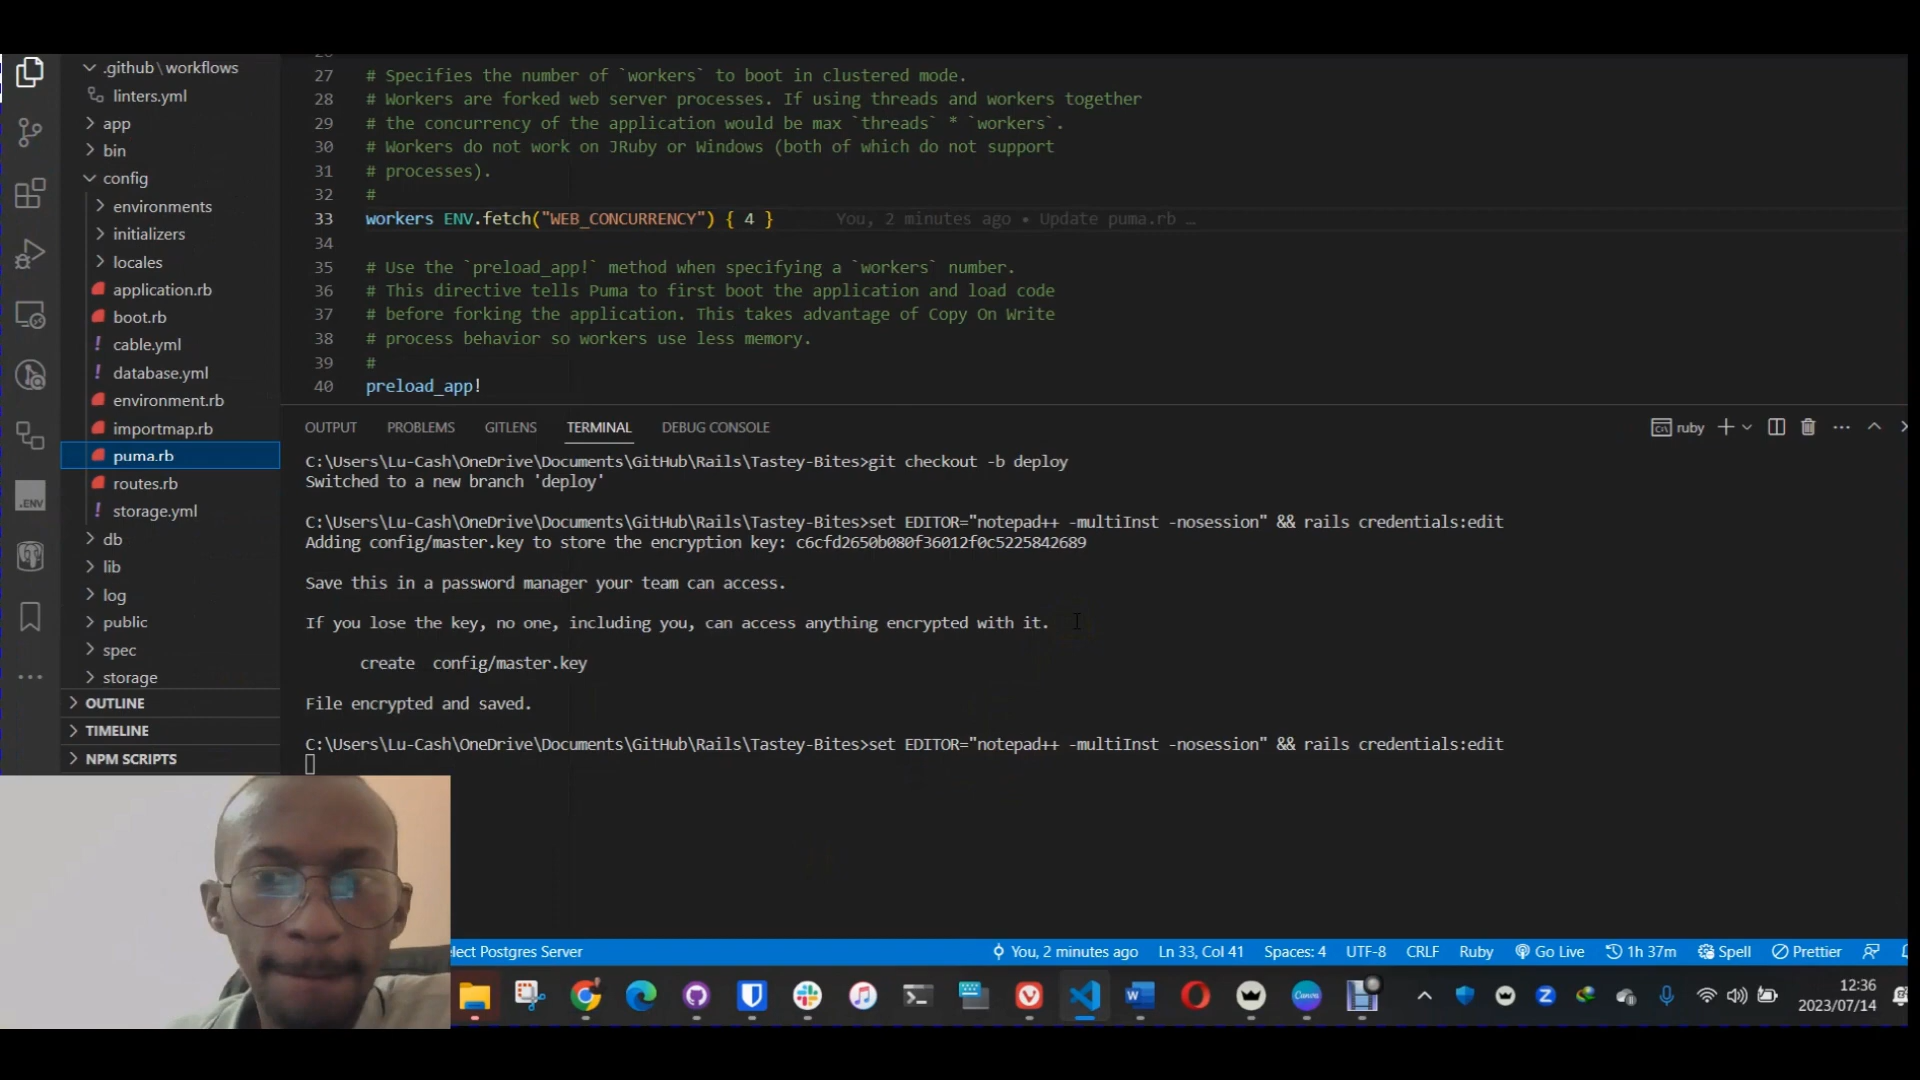 .github\workflows
linters.yml
app
bin
config
environments
initializers
locales
application.rb
boot.rb
cable.yml
database.yml
environment.rb
importmap.rb
puma.rb
routes.rb
storage.yml
db
lib
log
public
spec
storage
OUTLINE
TIMELINE
NPM SCRIPTS
.ENV
27 # Specifies the number of `workers` to boot in clustered mode.
28 # Workers are forked web server processes. If using threads and workers together
29 # the concurrency of the application would be max `threads` * `workers`.
30 # Workers do not work on JRuby or Windows (both of which do not support
31 # processes).
32 #
33 workers ENV.fetch("WEB_CONCURRENCY") { 4 } You, 2 minutes ago • Update puma.rb …
34
35 # Use the `preload_app!` method when specifying a `workers` number.
36 # This directive tells Puma to first boot the application and load code
37 # before forking the application. This takes advantage of Copy On Write
38 # process behavior so workers use less memory.
39 #
40 preload_app!
OUTPUT PROBLEMS GITLENS TERMINAL DEBUG CONSOLE ruby
C:\Users\Lu-Cash\OneDrive\Documents\GitHub\Rails\Tastey-Bites>git checkout -b deploy
Switched to a new branch 'deploy'
C:\Users\Lu-Cash\OneDrive\Documents\GitHub\Rails\Tastey-Bites>set EDITOR="notepad++ -multiInst -nosession" && rails credentials:edit
Adding config/master.key to store the encryption key: c6cfd2650b080f36012f0c5225842689
Save this in a password manager your team can access.
If you lose the key, no one, including you, can access anything encrypted with it.
create config/master.key
File encrypted and saved.
C:\Users\Lu-Cash\OneDrive\Documents\GitHub\Rails\Tastey-Bites>set EDITOR="notepad++ -multiInst -nosession" && rails credentials:edit
elect Postgres Server You, 2 minutes ago Ln 33, Col 41 Spaces: 4 UTF-8 CRLF Ruby Go Live 1h 37m Spell Prettier
12:36
2023/07/14